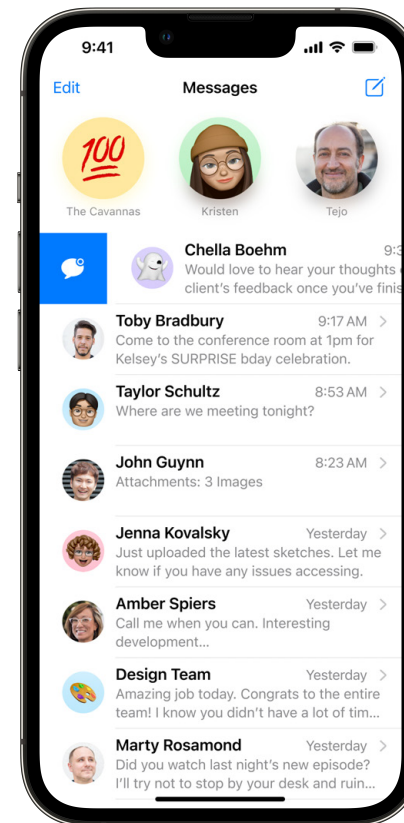 9:41
Edit
Messages
100
The Cavannas
Kristen
Tejo
Chella Boehm
9:3
Would love to hear your thoughts
client's feedback once you've finis
Toby Bradbury
9:17 AM
Come to the conference room at 1pm for
Kelsey's SURPRISE bday celebration.
Taylor Schultz
8:53 AM
Where are we meeting tonight?
John Guynn
8:23 AM
Attachments: 3 Images
Jenna Kovalsky
Yesterday
Just uploaded the latest sketches. Let me
know if you have any issues accessing.
Amber Spiers
Yesterday
Call me when you can. Interesting
development...
Design Team
Yesterday
Amazing job today. Congrats to the entire
team! I know you didn't have a lot of tim...
Marty Rosamond
Yesterday
Did you watch last night's new episode?
I'll try not to stop by your desk and ruin...